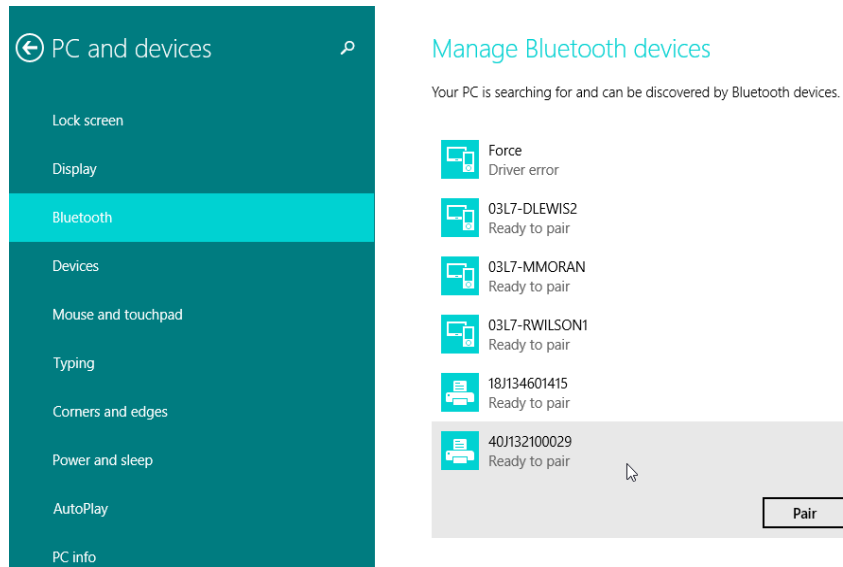 PC and devices
Lock screen
Display
Bluetooth
Devices
Mouse and touchpad
Typing
Corners and edges
Power and sleep
AutoPlay
PC info
Manage Bluetooth devices
Your PC is searching for and can be discovered by Bluetooth devices.
Force
Driver error
03L7-DLEWIS2
Ready to pair
03L7-MMORAN
Ready to pair
03L7-RWILSON1
Ready to pair
18J134601415
Ready to pair
40J132100029
Ready to pair
Pair